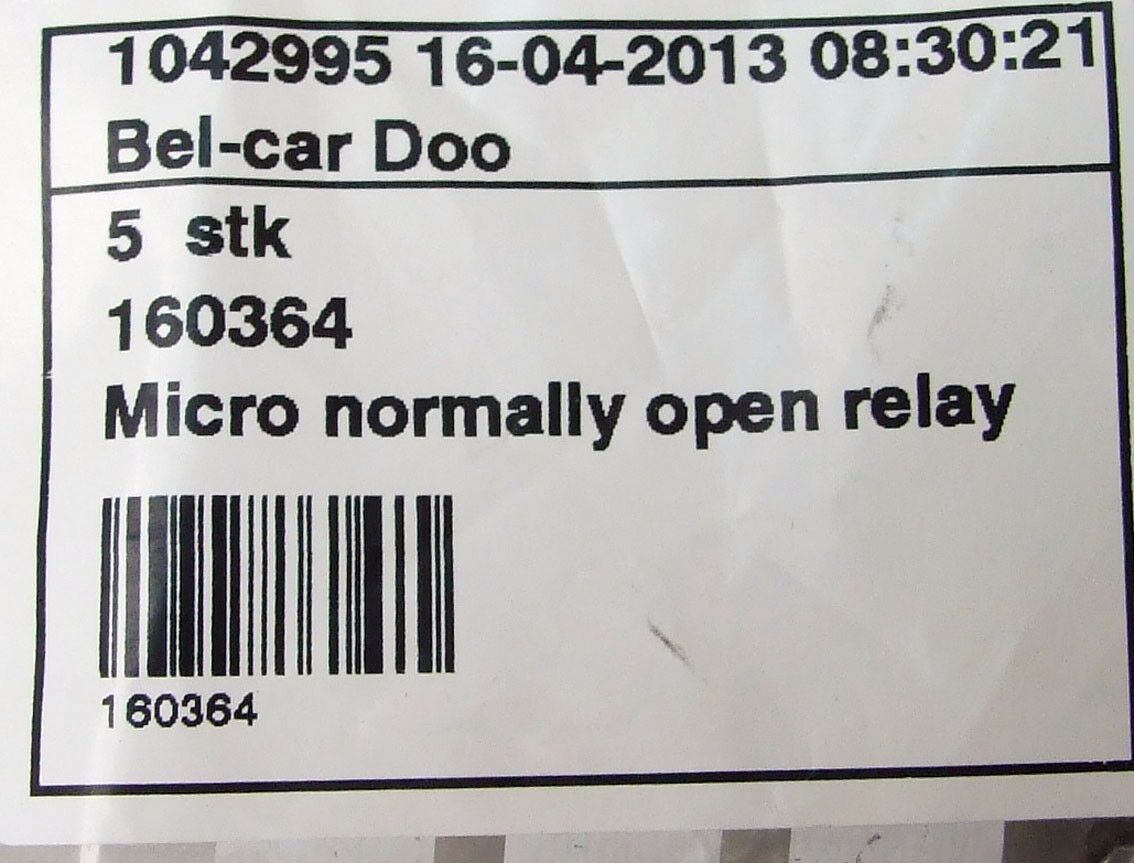 1042995 16-04-2013 08:30:21
Bel-car Doo
5 stk
160364
Micro normally open relay
160364